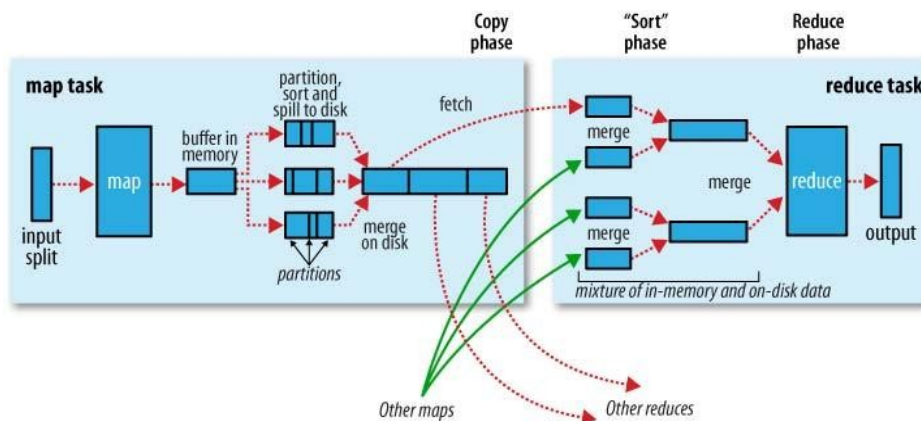 Copy
phase
“Sort”
phase
Reduce
phase
map task
partition,
sort and
spill to disk
fetch
reduce task
buffer in
memory
merge
map
merge
reduce
merge
on disk
merge
input
split
partitions
output
mixture of in-memory and on-disk data
Other maps
Other reduces